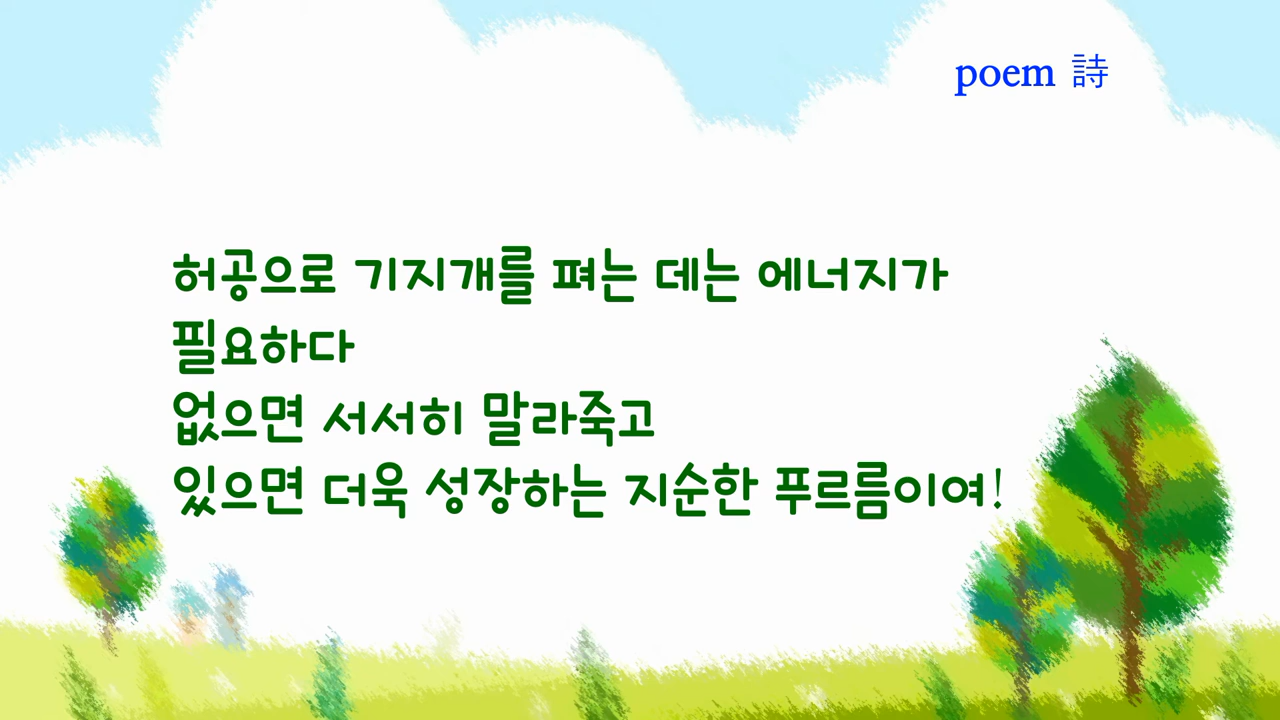 poem 詩
허공으로 기지개를 펴는 데는 에너지가
필요하다
없으면 서서히 말라죽고
있으면 더욱 성장하는 지순한 푸르름이여!